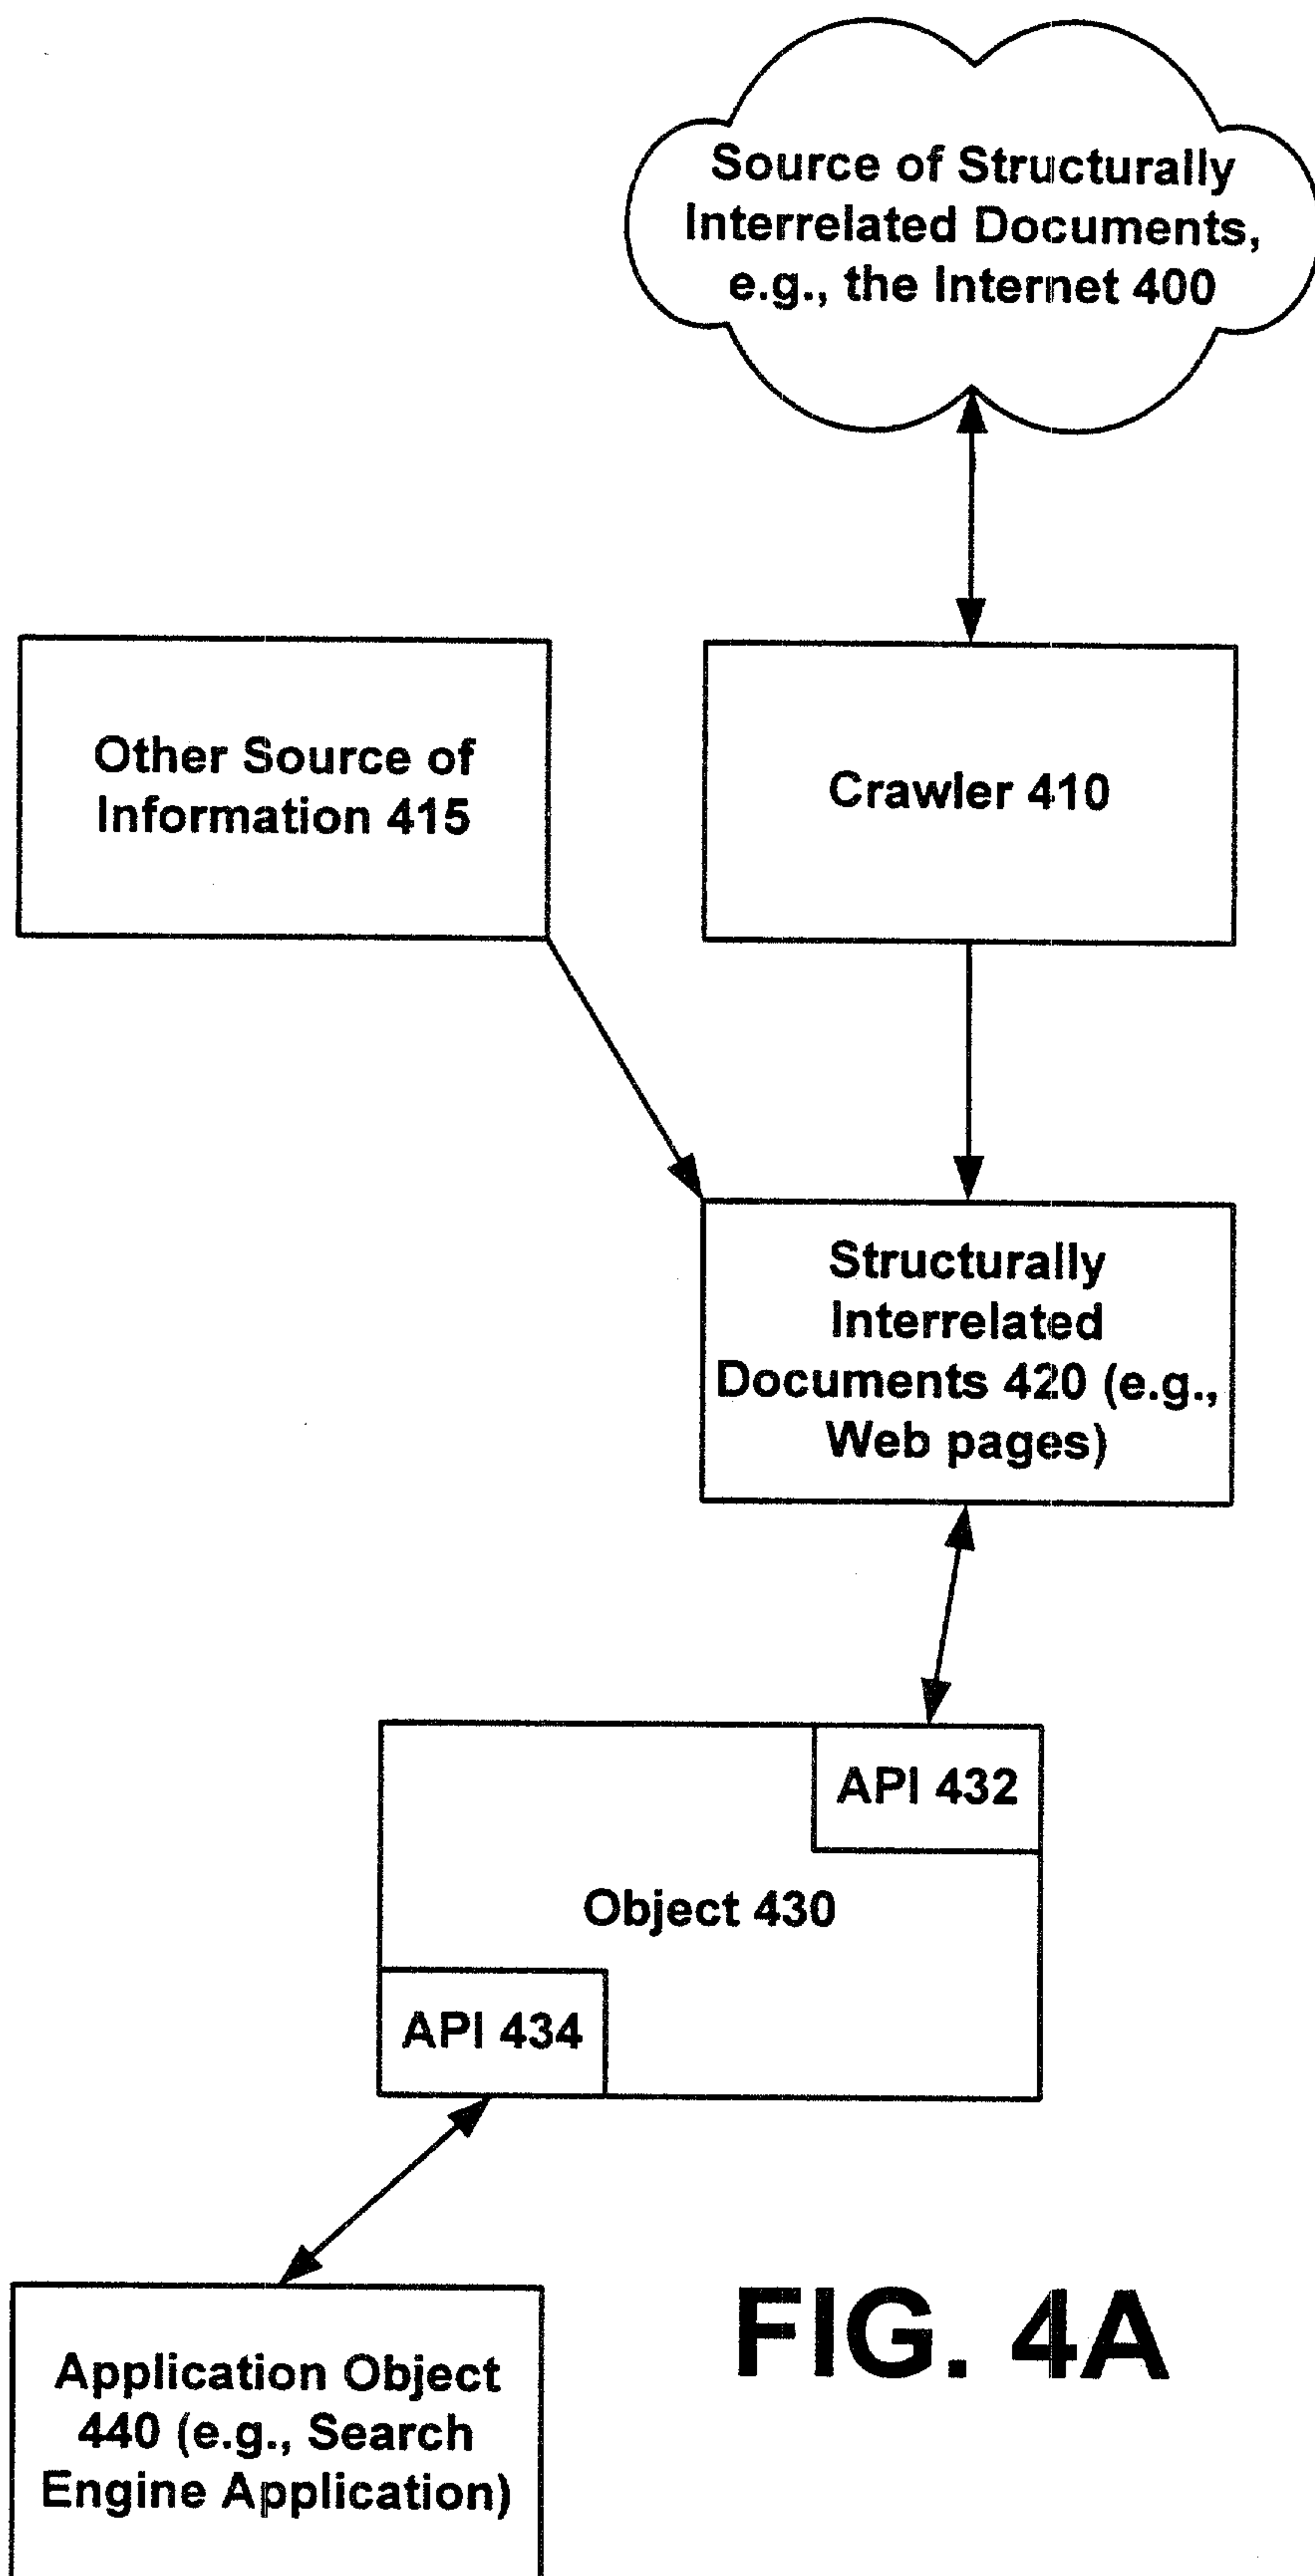 Source of Structurally
Interrelated Documents,
e.g., the Internet 400
Other Source of
Information 415
Crawler 410
Structurally
Interrelated
Documents 420 (e.g.,
Web pages)
API 432
Object 430
API 434
Application Object
440 (e.g., Search
Engine Application)
FIG. 4A